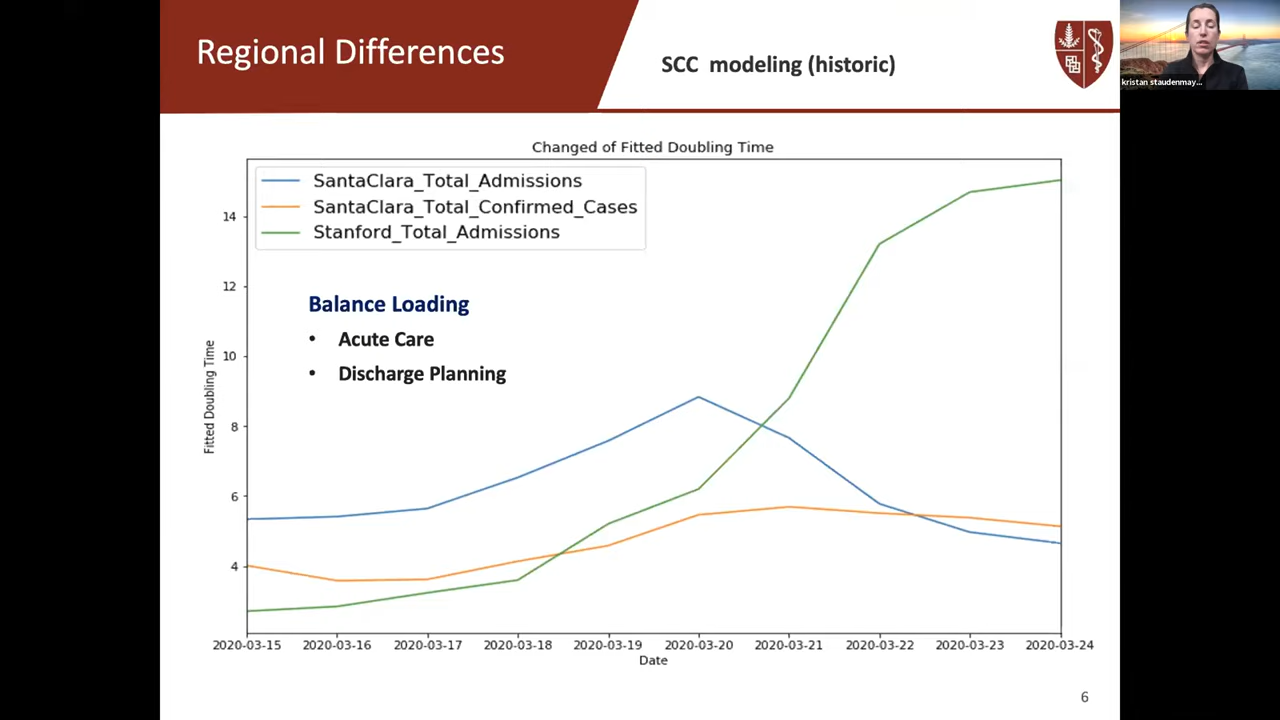 Regional Differences
SCC modeling (historic)
kristan staudenmay...
Changed of Fitted Doubling Time
SantaClara_Total_Admissions
SantaClara_Total_Confirmed_Cases
Stanford_Total_Admissions
14
12
10
8
6
4
Fitted Doubling Time
Balance Loading
• Acute Care
• Discharge Planning
2020-03-15 2020-03-16 2020-03-17 2020-03-18 2020-03-19 2020-03-20 2020-03-21 2020-03-22 2020-03-23 2020-03-24
Date
6